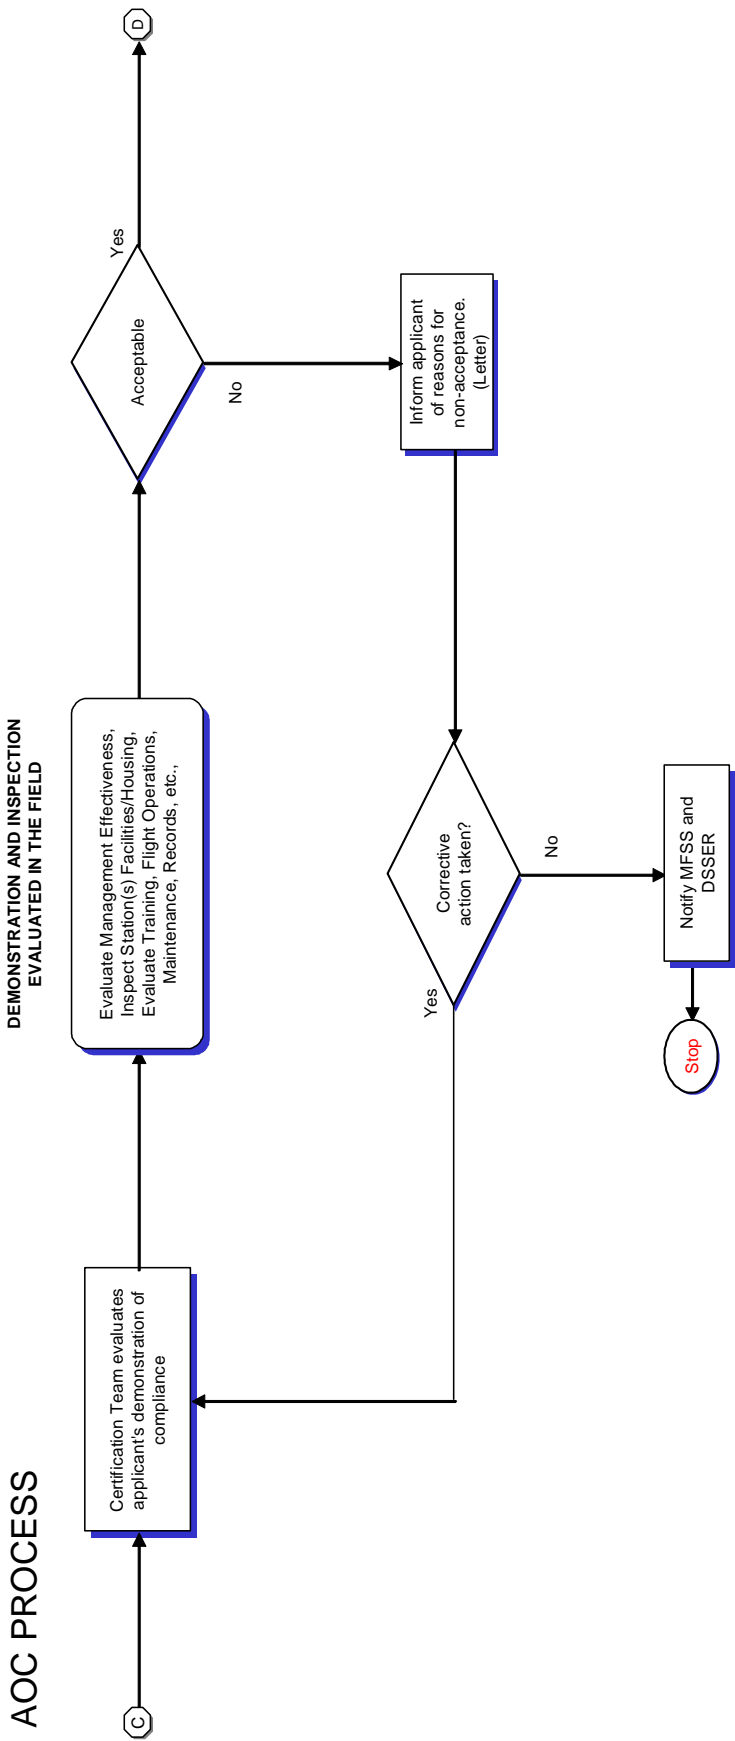 AOC PROCESS
DEMONSTRATION AND INSPECTION
EVALUATED IN THE FIELD
C
Certification Team evaluates
applicant's demonstration of
compliance
Evaluate Management Effectiveness,
Inspect Station(s) Facilities/Housing,
Evaluate Training, Flight Operations,
Maintenance, Records, etc.,
Acceptable
Yes
D
No
Inform applicant
of reasons for
non-acceptance.
(Letter)
Corrective
action taken?
Yes
No
Notify MFSS and
DSSER
Stop